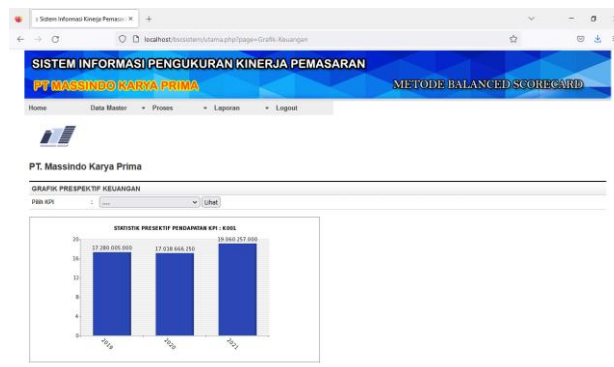 Sistem Informasi Kinerja Pemasar
localhost/bscsistem/utama.php?page=Grafik-Keuangan
SISTEM INFORMASI PENGUKURAN KINERJA PEMASARAN
PT MASSINDO KARYA PRIMA
METODE BALANCED SCORECARD
Home Data Master Proses Laporan Logout
PT. Massindo Karya Prima
GRAFIK PRESPEKTIF KEUANGAN
Pilih KPI : .... Lihat
STATISTIK PRESEKTIF PENDAPATAN KPI : K001
17 280 005 000 17 038 666 250 19 060 257 000
20
16
12
8
4
0
2019 2020 2021